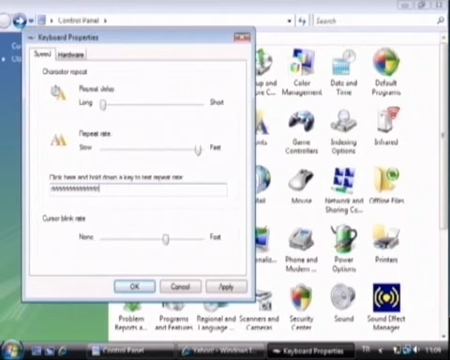 Control Panel
Search
Keyboard Properties
Speed Hardware
Character repeat
Repeat delay
Long Short
Repeat rate
Slow Fast
Click here and hold down a key to test repeat rate:
Cursor blink rate
None Fast
OK Cancel Apply
Color Management
Date and Time
Default Programs
Game Controllers
Indexing Options
Infrared
Mouse
Network and Sharing Co...
Offline Files
Phone and Modem ...
Power Options
Printers
Problem Reports a...
Programs and Features
Regional and Language ...
Scanners and Cameras
Security Center
Sound
Sound Effect Manager
Control Panel
Yahoo! - Windows I...
Keyboard Properties
TR